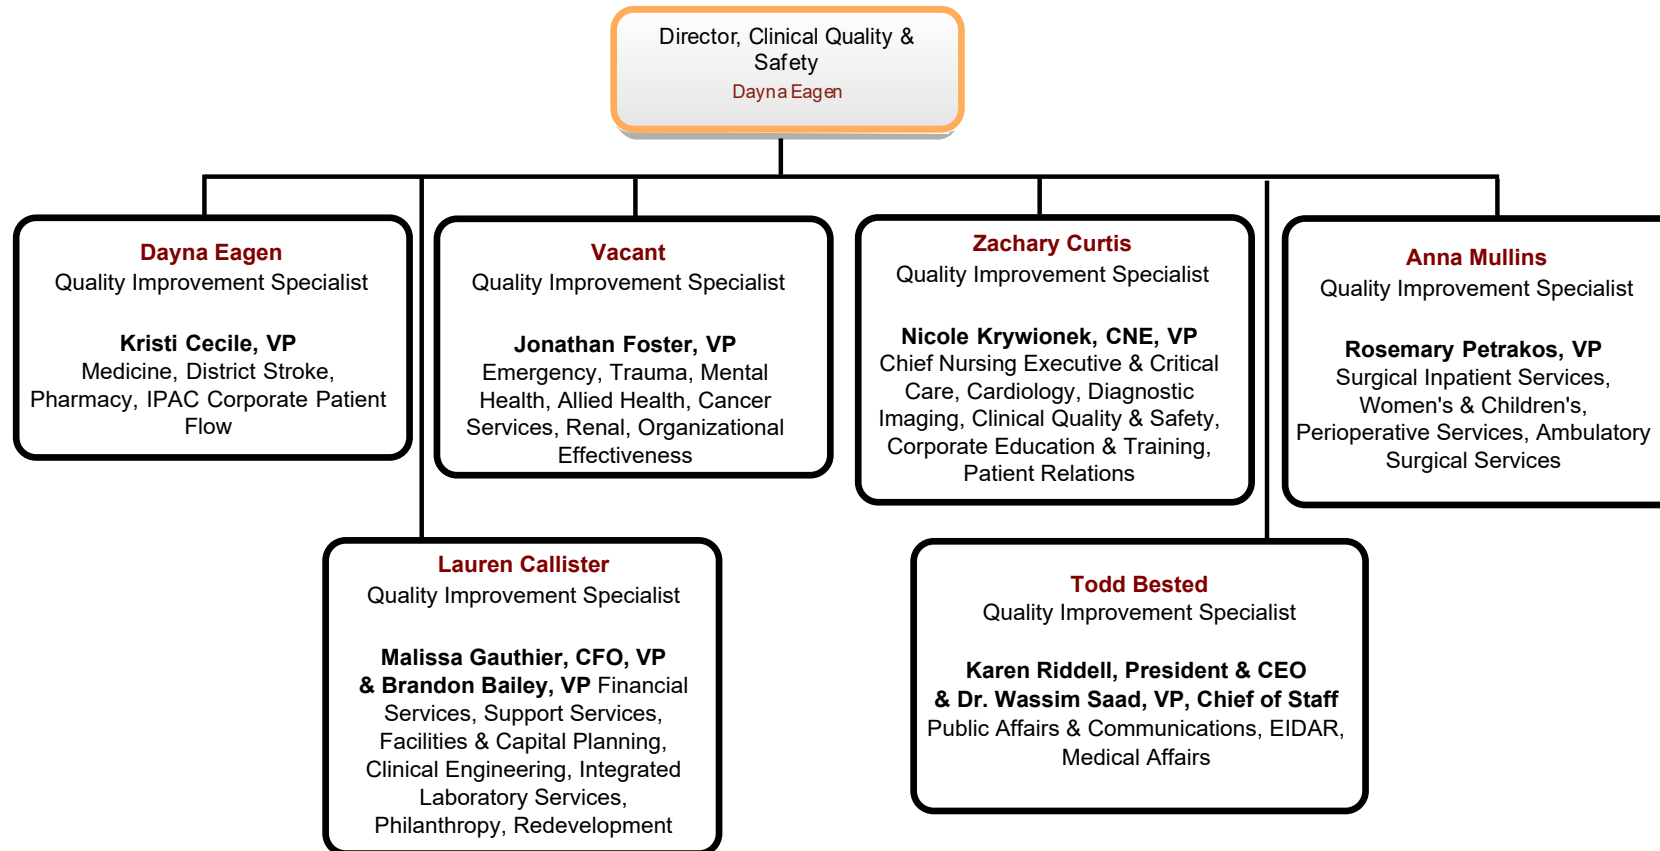 Director, Clinical Quality &
Safety
Dayna Eagen
Dayna Eagen
Quality Improvement Specialist
Kristi Cecile, VP
Medicine, District Stroke,
Pharmacy, IPAC Corporate Patient
Flow
Vacant
Quality Improvement Specialist
Jonathan Foster, VP
Emergency, Trauma, Mental
Health, Allied Health, Cancer
Services, Renal, Organizational
Effectiveness
Zachary Curtis
Quality Improvement Specialist
Nicole Krywionek, CNE, VP
Chief Nursing Executive & Critical
Care, Cardiology, Diagnostic
Imaging, Clinical Quality & Safety,
Corporate Education & Training,
Patient Relations
Anna Mullins
Quality Improvement Specialist
Rosemary Petrakos, VP
Surgical Inpatient Services,
Women's & Children's,
Perioperative Services, Ambulatory
Surgical Services
Lauren Callister
Quality Improvement Specialist
Malissa Gauthier, CFO, VP
& Brandon Bailey, VP Financial
Services, Support Services,
Facilities & Capital Planning,
Clinical Engineering, Integrated
Laboratory Services,
Philanthropy, Redevelopment
Todd Bested
Quality Improvement Specialist
Karen Riddell, President & CEO
& Dr. Wassim Saad, VP, Chief of Staff
Public Affairs & Communications, EIDAR,
Medical Affairs